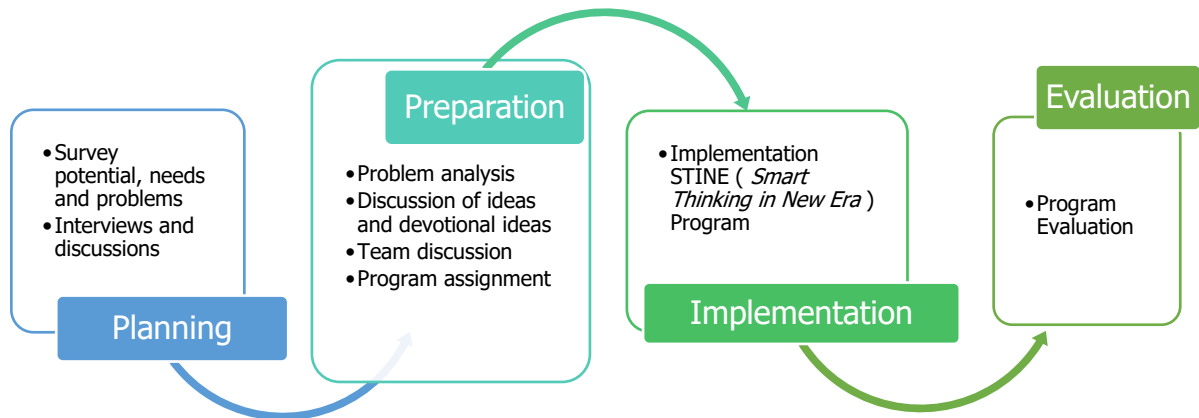 Planning
•Survey
potential, needs
and problems
•Interviews and
discussions
Preparation
•Problem analysis
•Discussion of ideas
and devotional ideas
•Team discussion
•Program assignment
•Implementation
STINE ( Smart
Thinking in New Era )
Program
Implementation
Evaluation
•Program
Evaluation